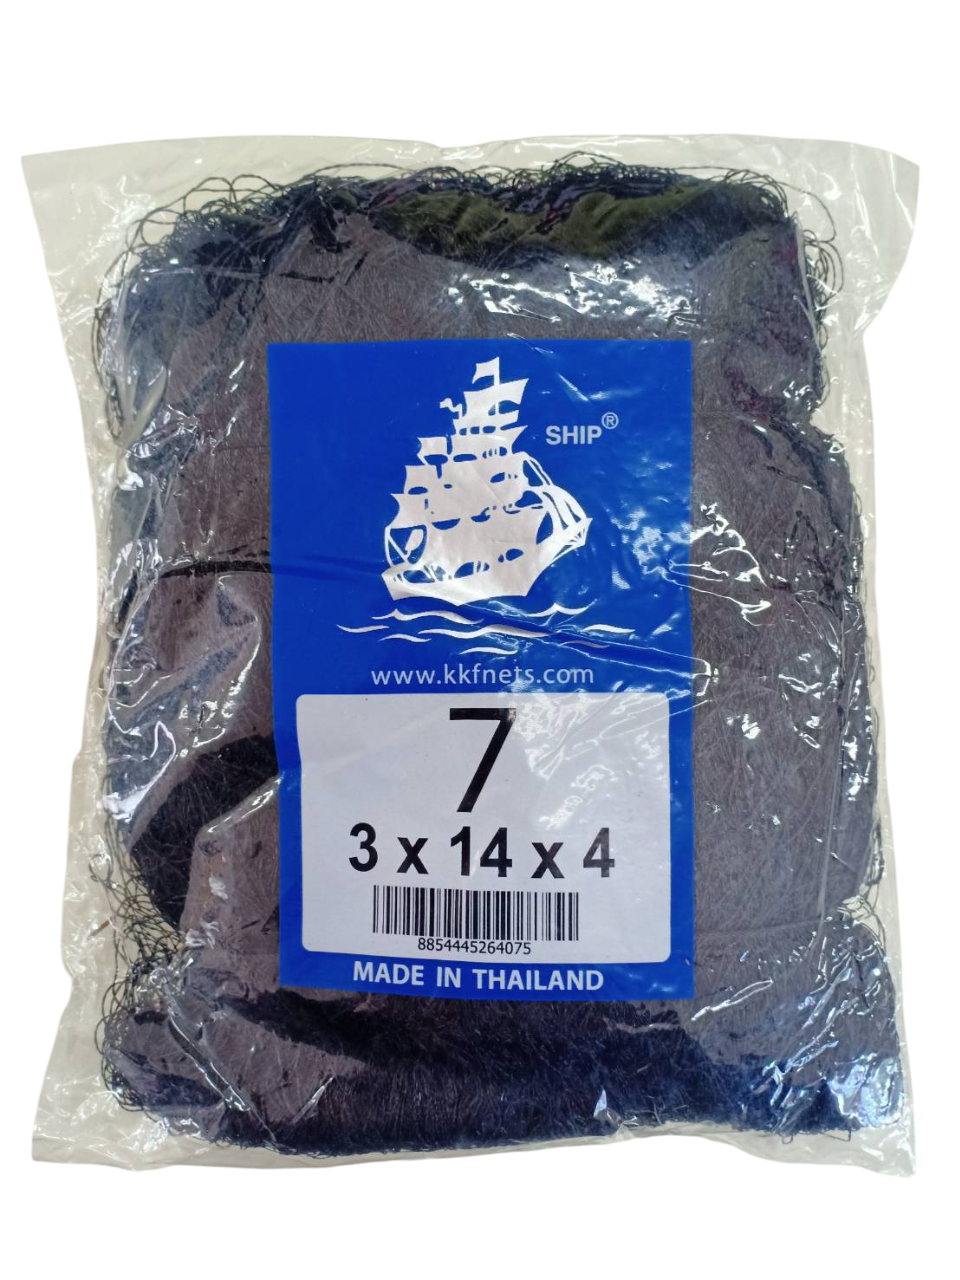 SHIP®
www.kkfnets.com
7
3 x 14 x 4
8854445264075
MADE IN THAILAND